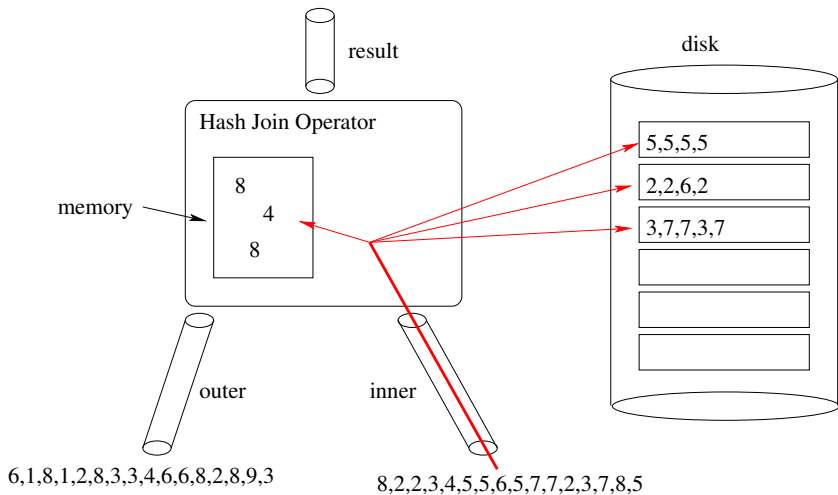 result
disk
Hash Join Operator
5,5,5,5
8
2,2,6,2
memory
4
3,7,7,3,7
8
outer
inner
6,1,8,1,2,8,3,3,4,6,6,8,2,8,9,3
8,2,2,3,4,5,5,6,5,7,7,2,3,7,8,5